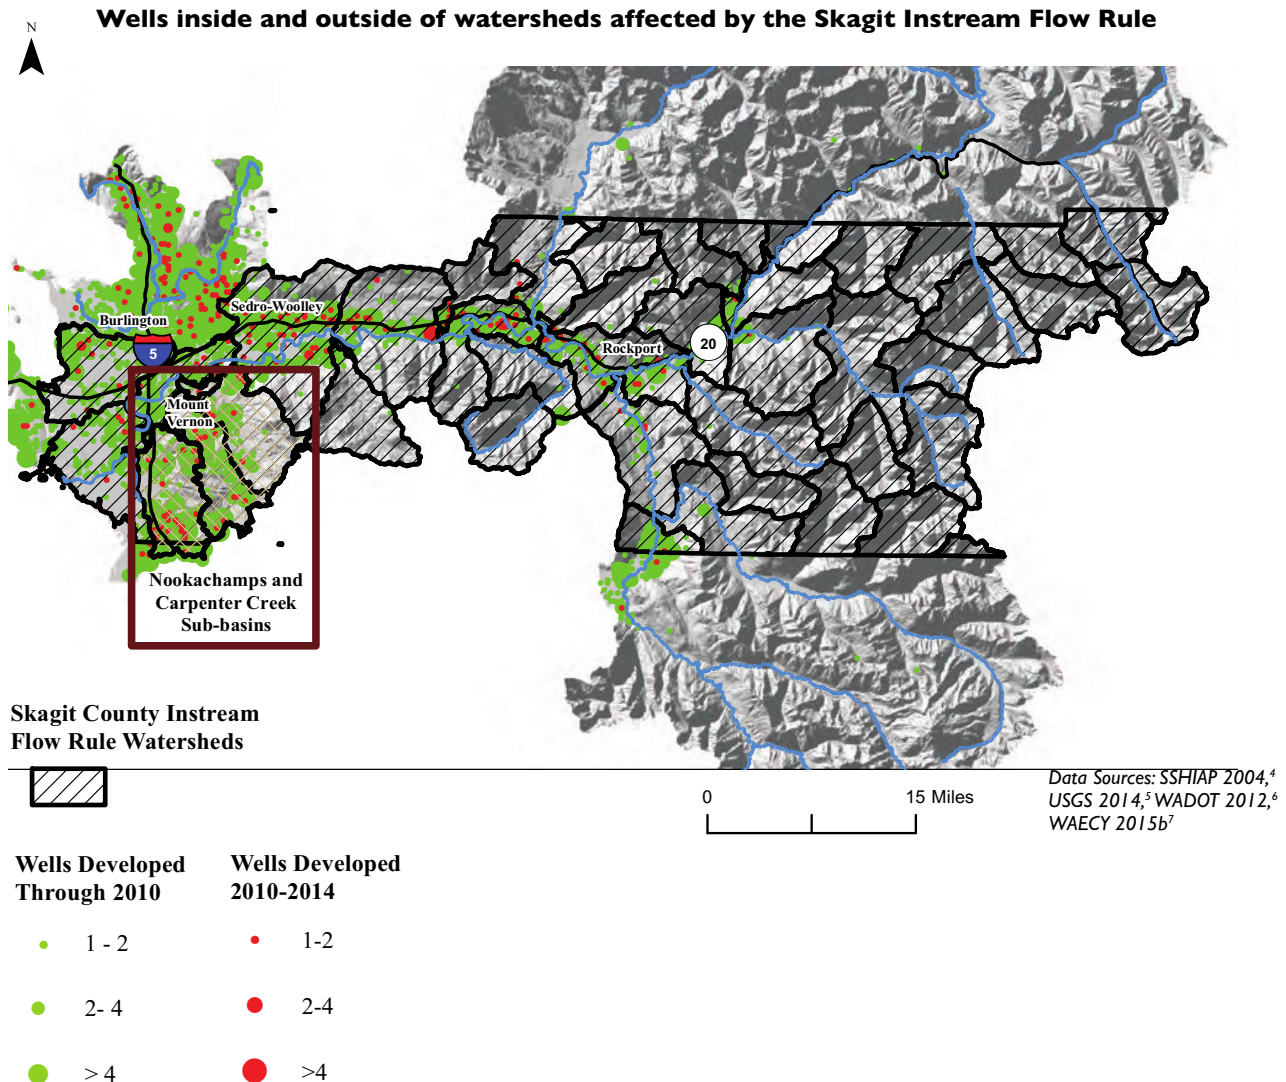 Wells inside and outside of watersheds affected by the Skagit Instream Flow Rule
N
Sedro-Woolley
Burlington
5
Rockport
20
Mount
Vernon
Nookachamps and
Carpenter Creek
Sub-basins
Skagit County Instream
Flow Rule Watersheds
0 15 Miles
Data Sources: SSHIAP 2004,4
USGS 2014,5 WADOT 2012,6
WAECY 2015b7
Wells Developed
Through 2010
1 - 2
2- 4
> 4
Wells Developed
2010-2014
1-2
2-4
>4